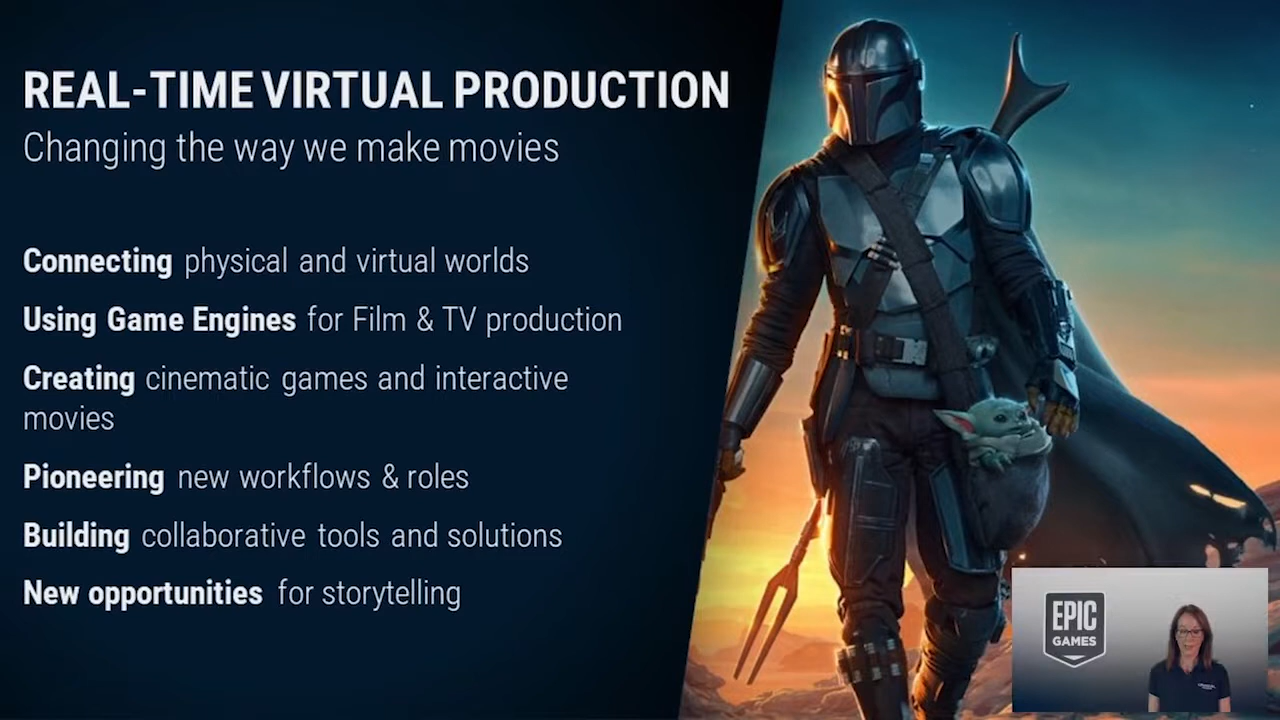 REAL-TIME VIRTUAL PRODUCTION
Changing the way we make movies
Connecting physical and virtual worlds
Using Game Engines for Film & TV production
Creating cinematic games and interactive
movies
Pioneering new workflows & roles
Building collaborative tools and solutions
New opportunities for storytelling
EPIC
GAMES